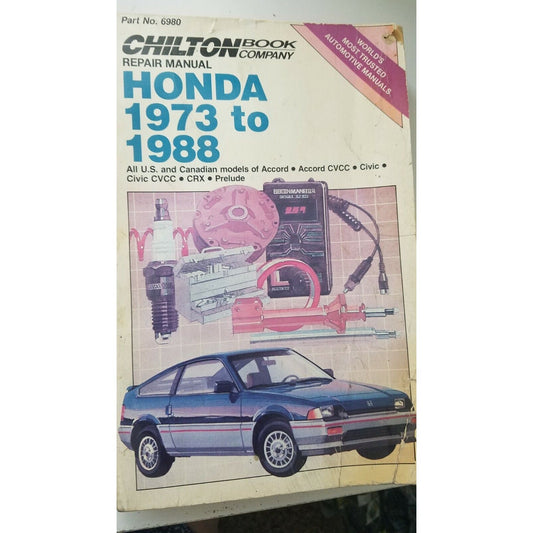 Part No. 6980
CHILTON BOOK COMPANY
REPAIR MANUAL
HONDA
1973 to
1988
All U.S. and Canadian models of Accord • Accord CVCC • Civic •
Civic CVCC • CRX • Prelude
WORLD'S
MOST TRUSTED
AUTOMOTIVE MANUALS.